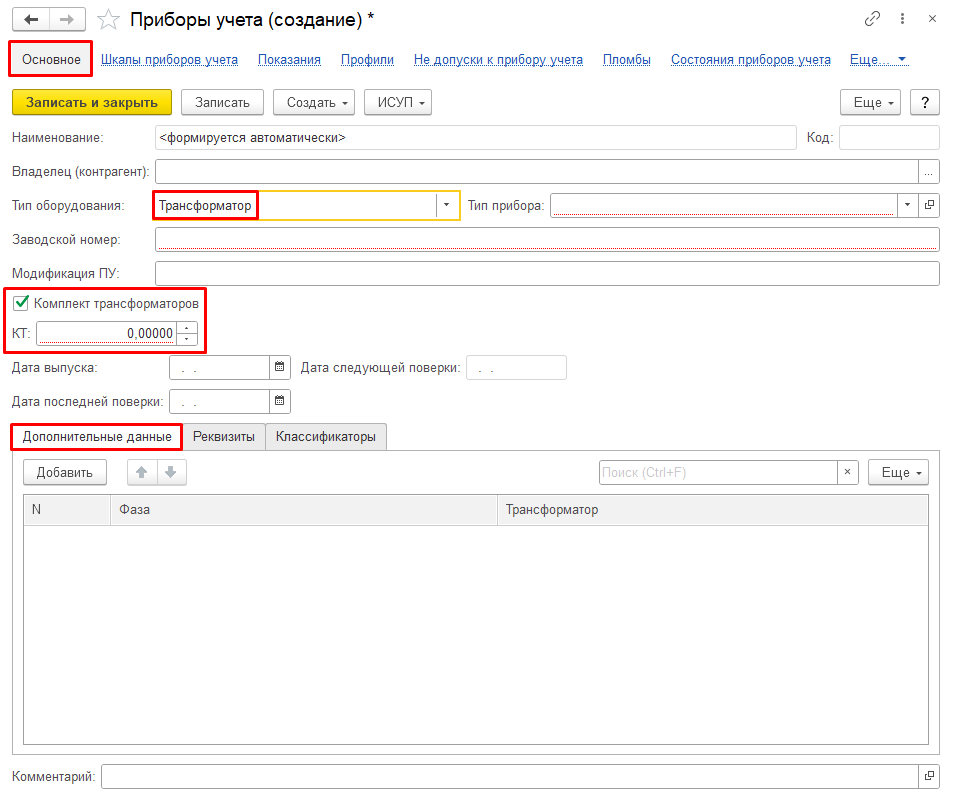 Приборы учета (создание) *
Основное Шкалы приборов учета Показания Профили Не допуски к прибору учета Пломбы Состояния приборов учета Еще...
Записать и закрыть Записать Создать ИСУП Еще ?
Наименование: <формируется автоматически> Код:
Владелец (контрагент): ...
Тип оборудования: Трансформатор Тип прибора:
Заводской номер:
Модификация ПУ:
Комплект трансформаторов
КТ: 0,00000
Дата выпуска: . . Дата следующей поверки: . .
Дата последней поверки: . .
Дополнительные данные Реквизиты Классификаторы
Добавить Поиск (Ctrl+F) × Еще
N Фаза Трансформатор
Комментарий: